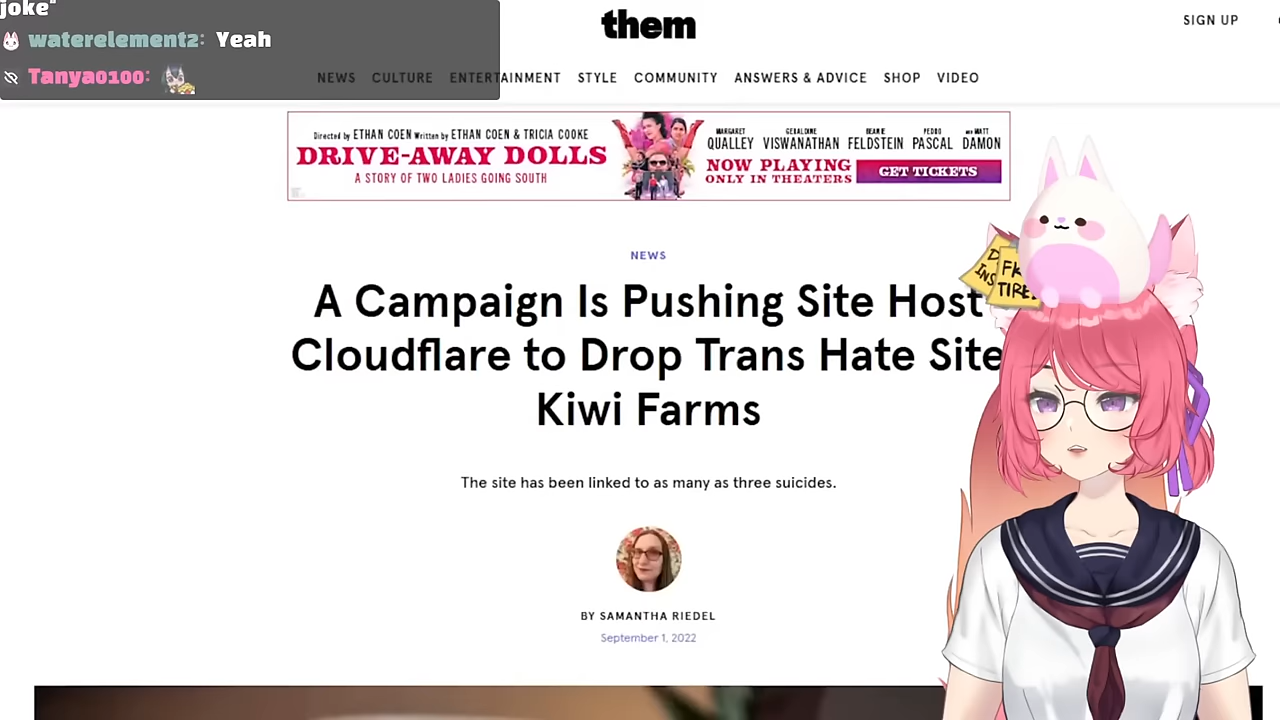 joke"
waterelement2: Yeah
Tanya0100:
them
SIGN UP
NEWS CULTURE ENTERTAINMENT STYLE COMMUNITY ANSWERS & ADVICE SHOP VIDEO
Directed by ETHAN COEN Written by ETHAN COEN & TRICIA COOKE
DRIVE-AWAY DOLLS
A STORY OF TWO LADIES GOING SOUTH
MARGARET QUALLEY GERALDINE VISWANATHAN BEANIE FELDSTEIN PEDRO PASCAL and MATT DAMON
NOW PLAYING
ONLY IN THEATERS
GET TICKETS
NEWS
A Campaign Is Pushing Site Host
Cloudflare to Drop Trans Hate Site
Kiwi Farms
The site has been linked to as many as three suicides.
BY SAMANTHA RIEDEL
September 1, 2022